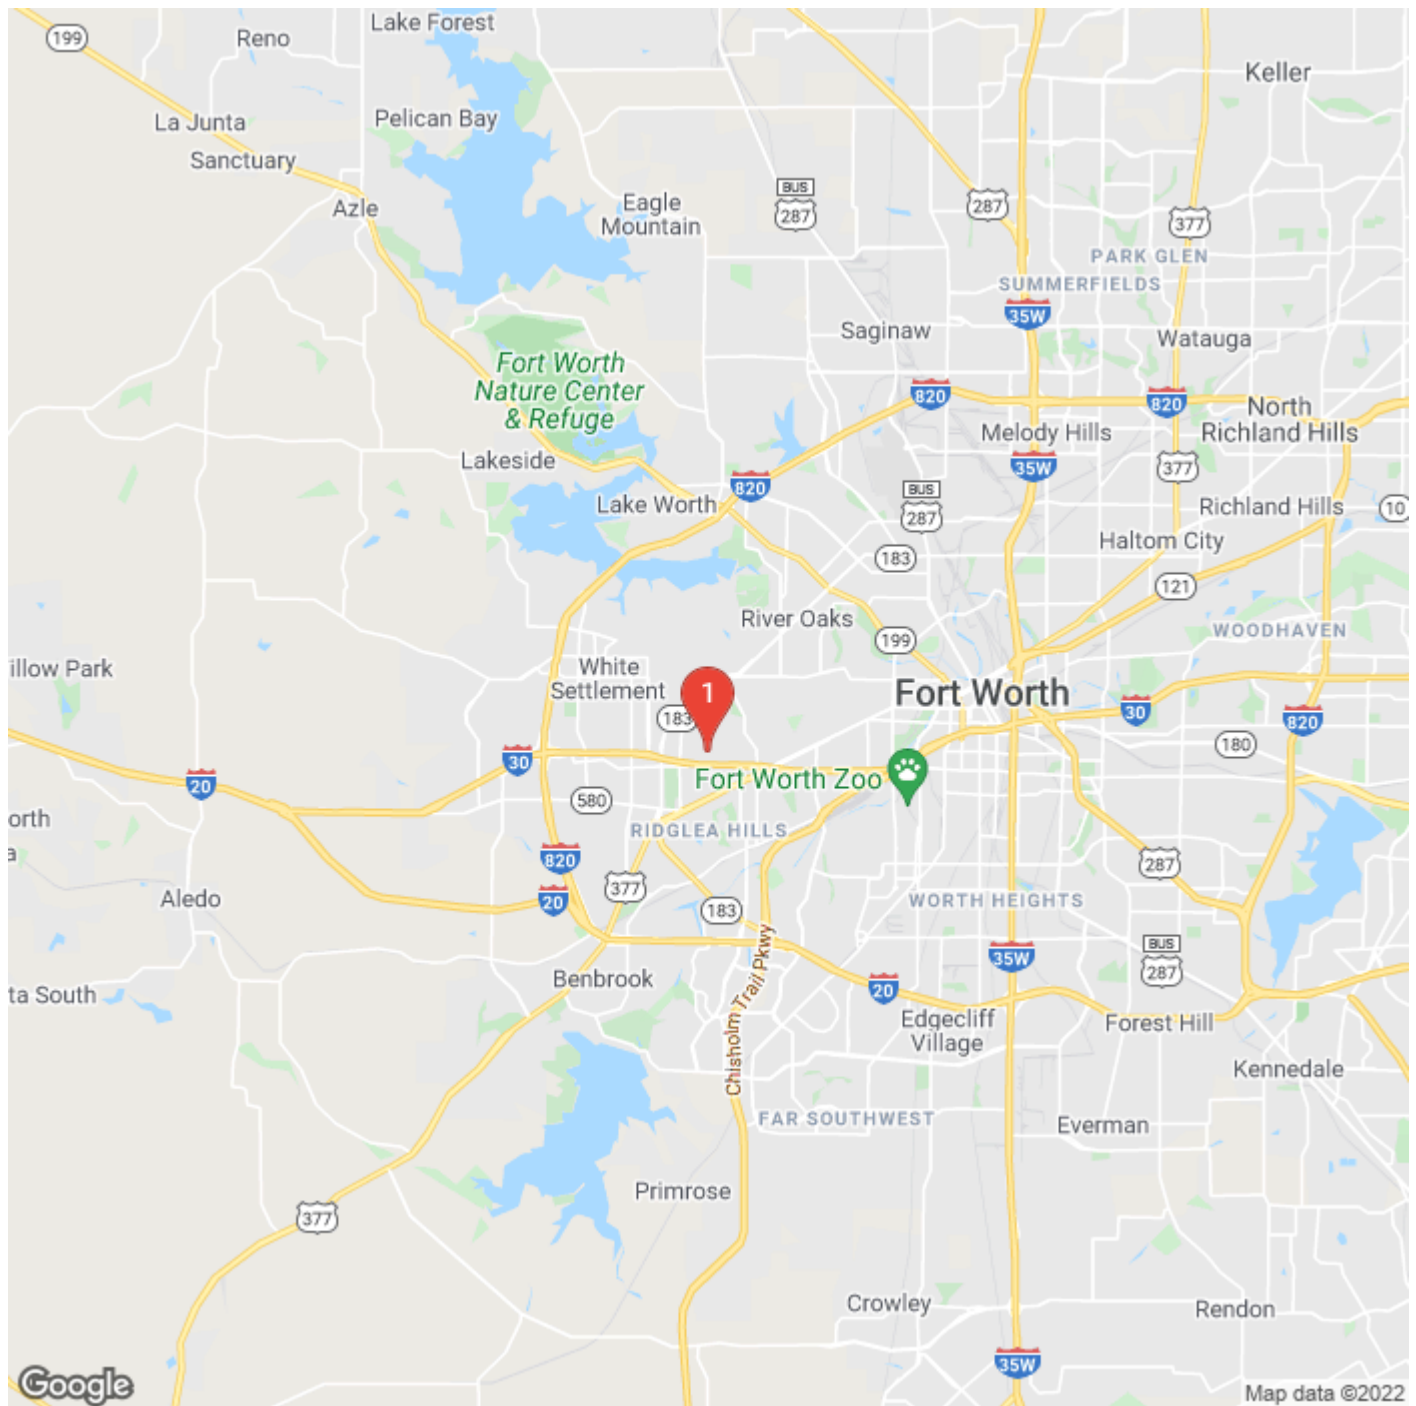 Lake Forest
199
Reno
Keller
La Junta
Pelican Bay
Sanctuary
BUS
287
287
Azle
Eagle
Mountain
377
PARK GLEN
SUMMERFIELDS
35W
Saginaw
Watauga
Fort Worth
Nature Center
& Refuge
820
820
North
Richland Hills
Melody Hills
Lakeside
35W
377
820
BUS
287
Lake Worth
Richland Hills
10
Haltom City
183
121
River Oaks
WOODHAVEN
199
illow Park
White
Settlement
1
183
Fort Worth
30
820
180
30
Fort Worth Zoo
20
580
orth
a
RIDGLEA HILLS
820
287
377
Aledo
20
183
WORTH HEIGHTS
BUS
287
35W
Benbrook
Chisholm Trail Pkwy
20
ta South
Edgecliff
Village
Forest Hill
Kennedale
FAR SOUTHWEST
Everman
Primrose
377
Crowley
Rendon
35W
Google
Map data ©2022